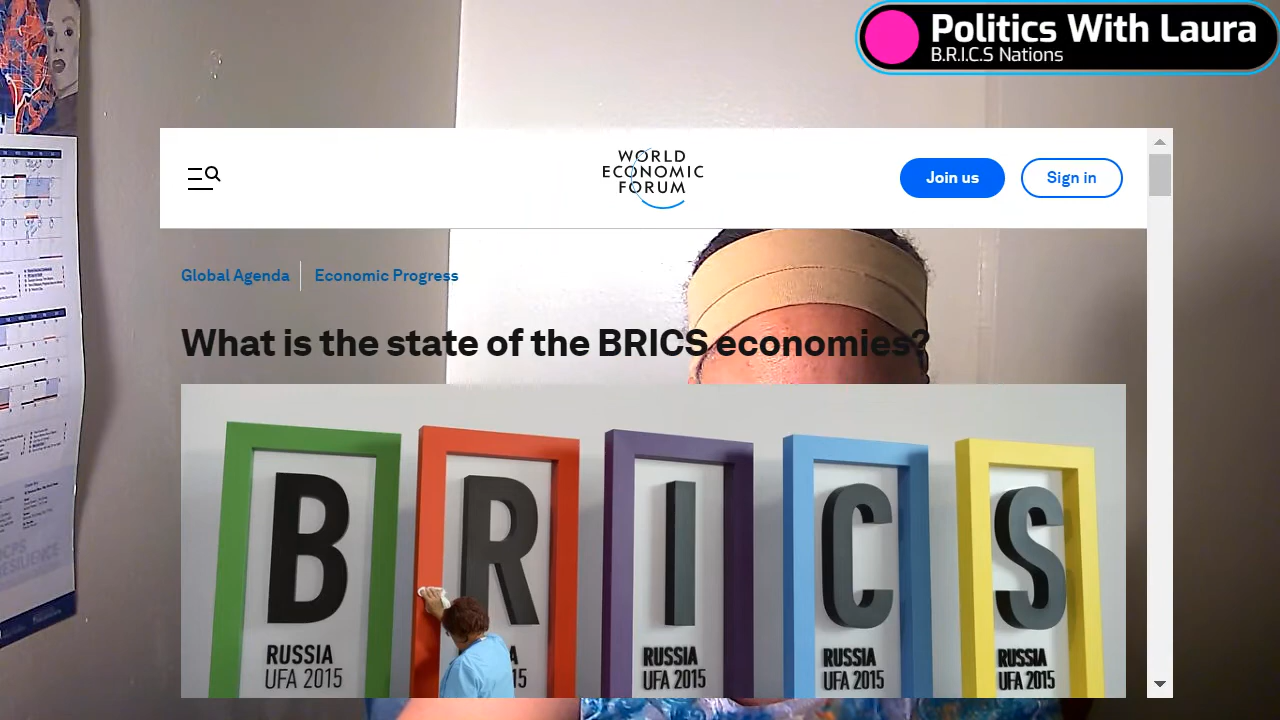 Politics With Laura
B.R.I.C.S Nations
WORLD
ECONOMIC
FORUM
Join us
Sign in
Global Agenda
Economic Progress
What is the state of the BRICS economies?
B R I C S
RUSSIA
UFA 2015
RUSSIA
UFA 2015
RUSSIA
UFA 2015
RUSSIA
UFA 2015